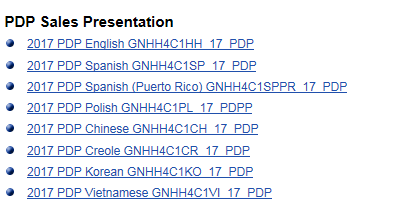 PDP Sales Presentation
2017 PDP English GNHH4C1HH_17_PDP
2017 PDP Spanish GNHH4C1SP_17_PDP
2017 PDP Spanish (Puerto Rico) GNHH4C1SPPR_17_PDP
2017 PDP Polish GNHH4C1PL_17_PDPP
2017 PDP Chinese GNHH4C1CH_17_PDP
2017 PDP Creole GNHH4C1CR_17_PDP
2017 PDP Korean GNHH4C1KO_17_PDP
2017 PDP Vietnamese GNHH4C1VI_17_PDP